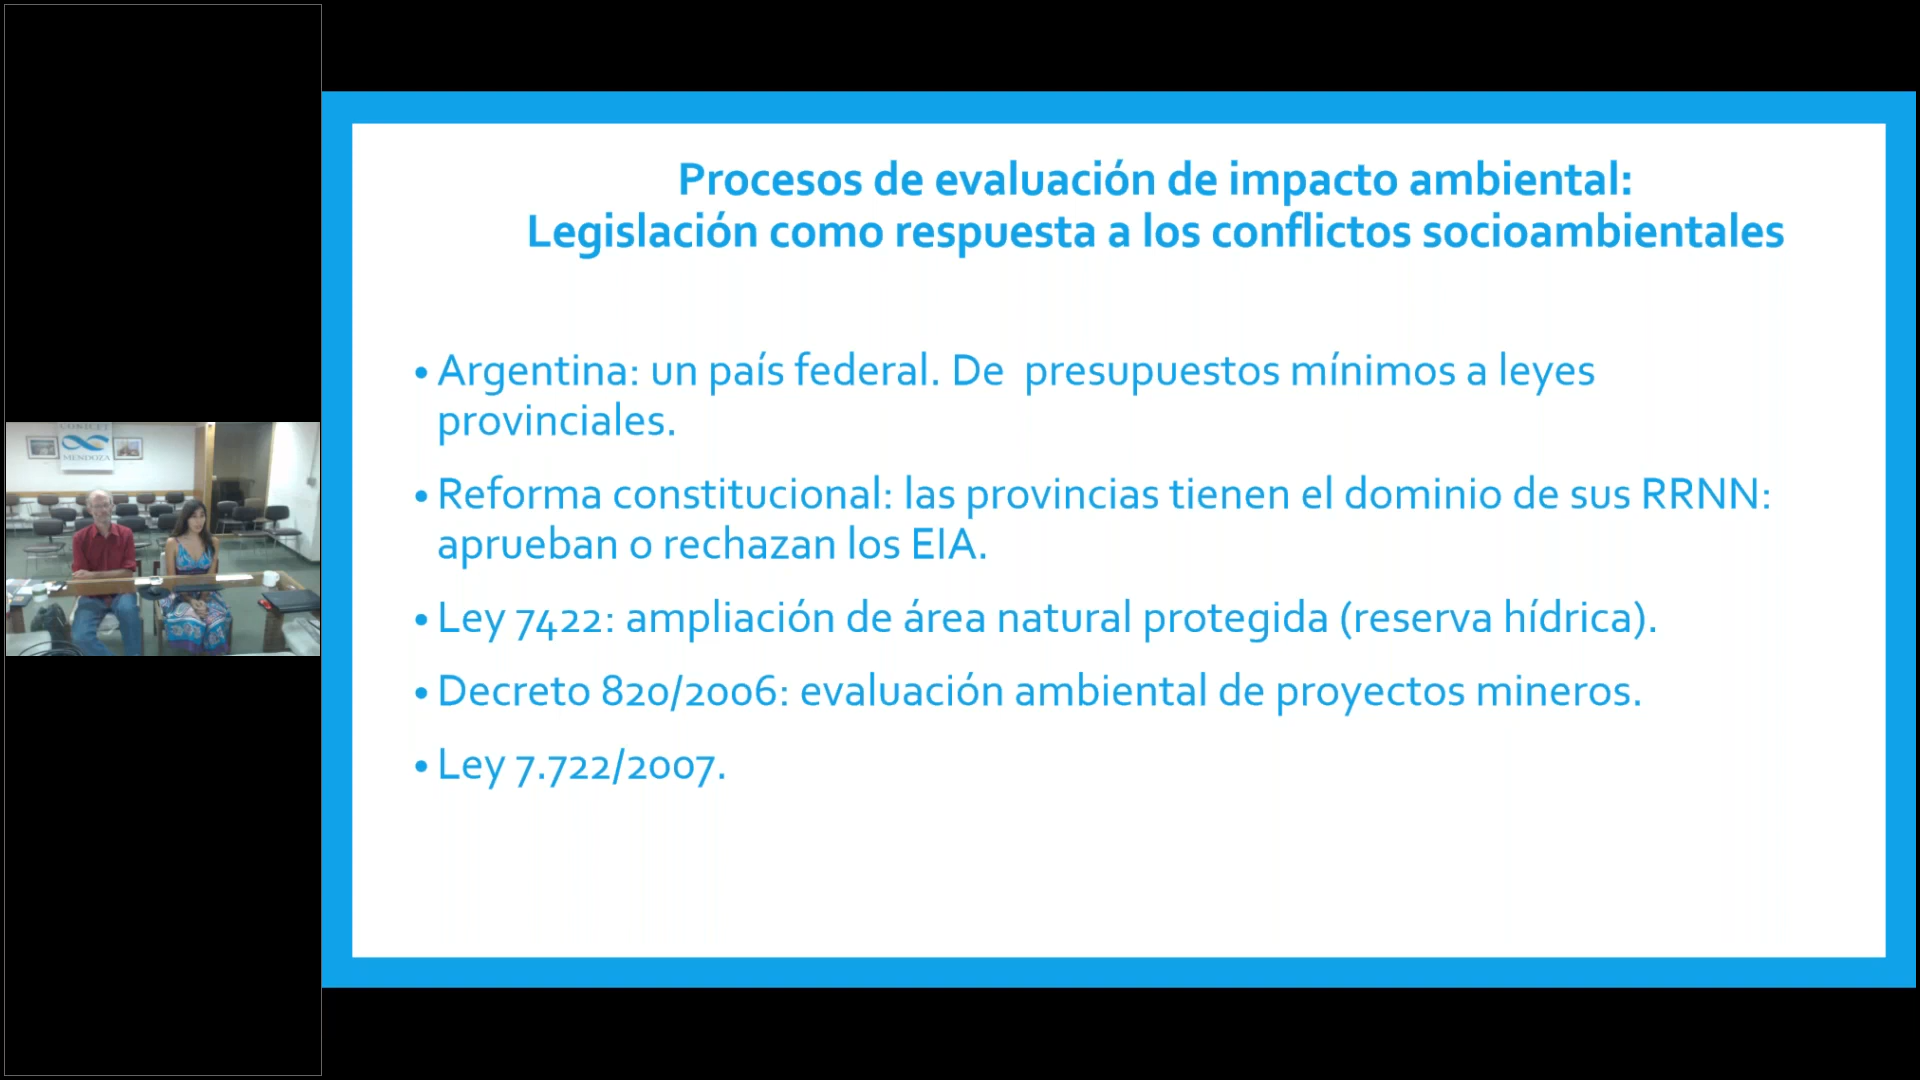 CONICET
MENDOZA
Procesos de evaluación de impacto ambiental:
Legislación como respuesta a los conflictos socioambientales
• Argentina: un país federal. De  presupuestos mínimos a leyes
provinciales.
• Reforma constitucional: las provincias tienen el dominio de sus RRNN:
aprueban o rechazan los EIA.
• Ley 7422: ampliación de área natural protegida (reserva hídrica).
• Decreto 820/2006: evaluación ambiental de proyectos mineros.
• Ley 7.722/2007.